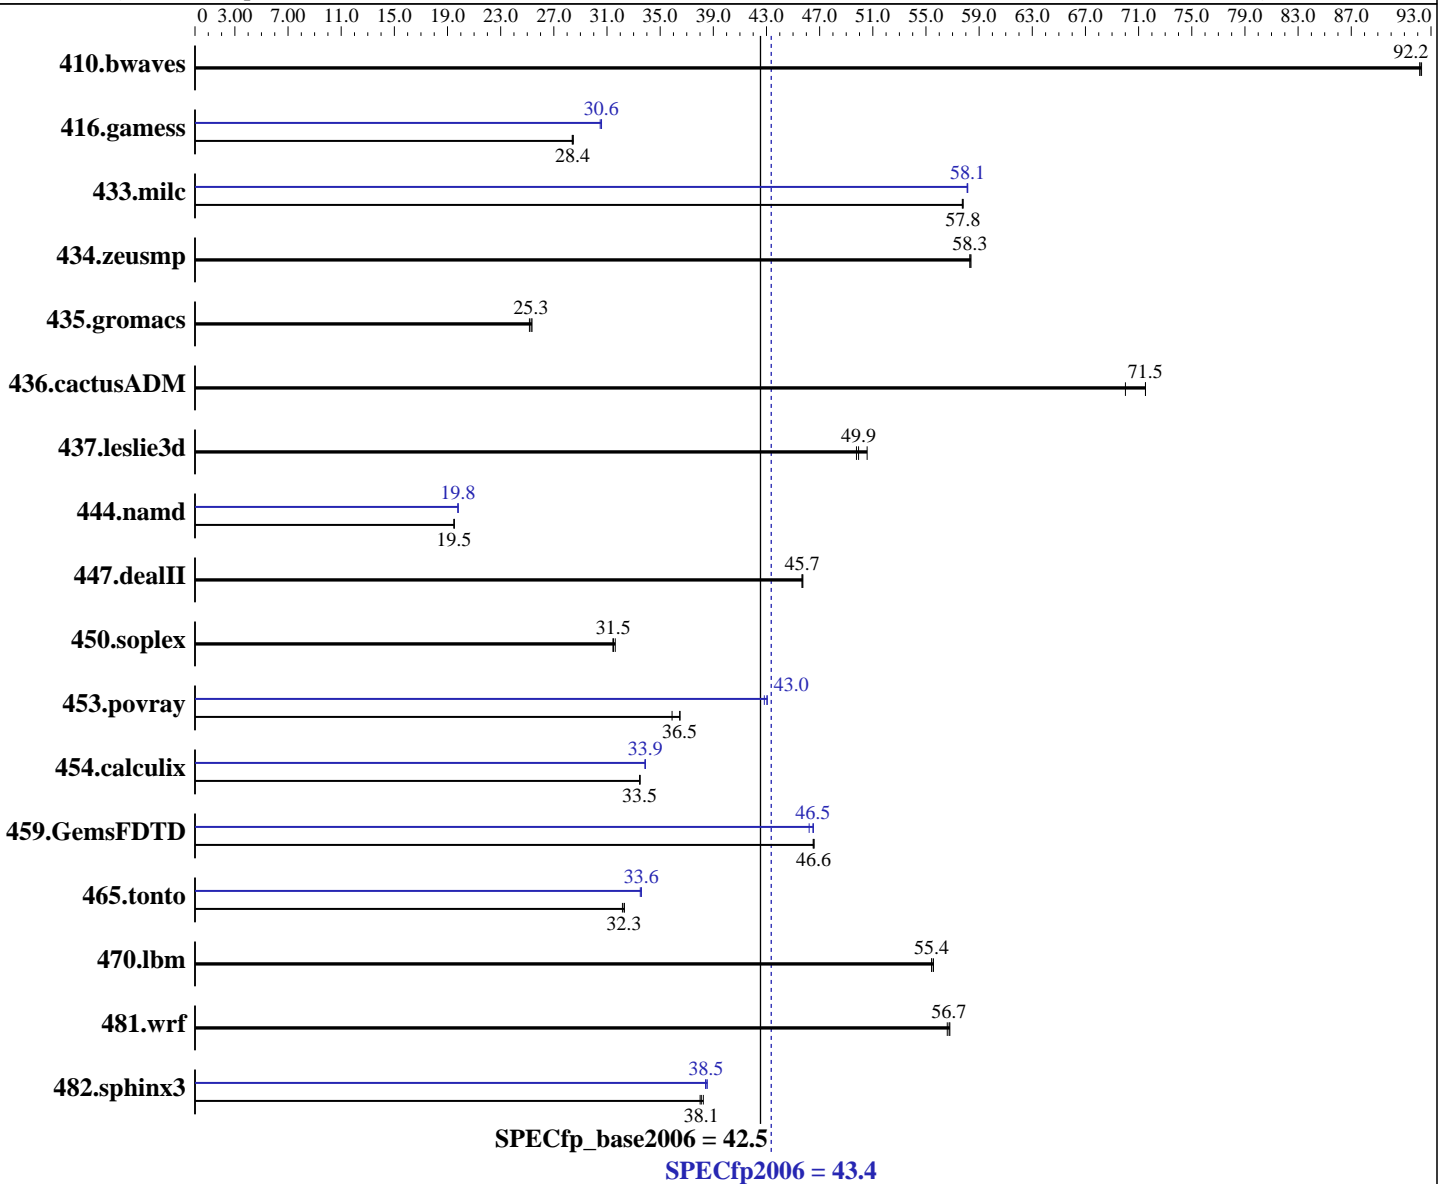 0 3.00 7.00 11.0 15.0 19.0 23.0 27.0 31.0 35.0 39.0 43.0 47.0 51.0 55.0 59.0 63.0 67.0 71.0 75.0 79.0 83.0 87.0 93.0
410.bwaves 92.2
30.6
416.gamess
28.4
58.1
433.milc
57.8
434.zeusmp 58.3
435.gromacs 25.3
436.cactusADM 71.5
437.leslie3d 49.9
19.8
444.namd
19.5
447.dealII 45.7
450.soplex 31.5
43.0
453.povray
36.5
33.9
454.calculix
33.5
46.5
459.GemsFDTD
46.6
33.6
465.tonto
32.3
470.lbm 55.4
481.wrf 56.7
38.5
482.sphinx3
38.1
SPECfp_base2006 = 42.5
SPECfp2006 = 43.4